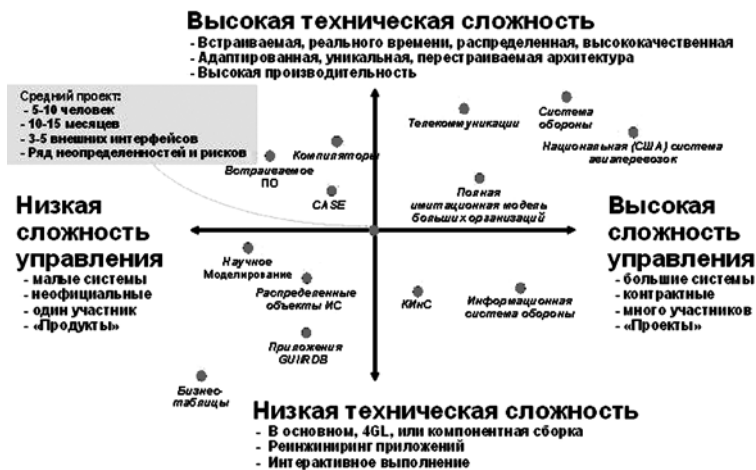 Высокая техническая сложность
- Встраиваемая, реального времени, распределенная, высококачественная
- Адаптированная, уникальная, перестраиваемая архитектура
- Высокая производительность
Средний проект:
- 5-10 человек
- 10-15 месяцев
- 3-5 внешних интерфейсов
- Ряд неопределенностей и рисков
Телекоммуникации
Система
обороны
Национальная (США) система
авиаперевозок
Компиляторы
Встраиваемое
ПО
CASE
Полная
имитационная модель
больших организаций
Низкая
сложность
управления
- малые системы
- неофициальные
- один участник
- «Продукты»
Высокая
сложность
управления
- большие системы
- контрактные
- много участников
- «Проекты»
Научное
Моделирование
Распределенные
объекты ИС
КИиС
Информационная
система обороны
Приложения
GUI/RDB
Бизнес-
таблицы
Низкая техническая сложность
- В основном, 4GL, или компонентная сборка
- Реинжиниринг приложений
- Интерактивное выполнение